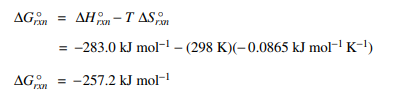 ΔG°rxn = ΔH°rxn − T ΔS°rxn
= −283.0 kJ mol⁻¹ − (298 K)(−0.0865 kJ mol⁻¹ K⁻¹)
ΔG°rxn = −257.2 kJ mol⁻¹